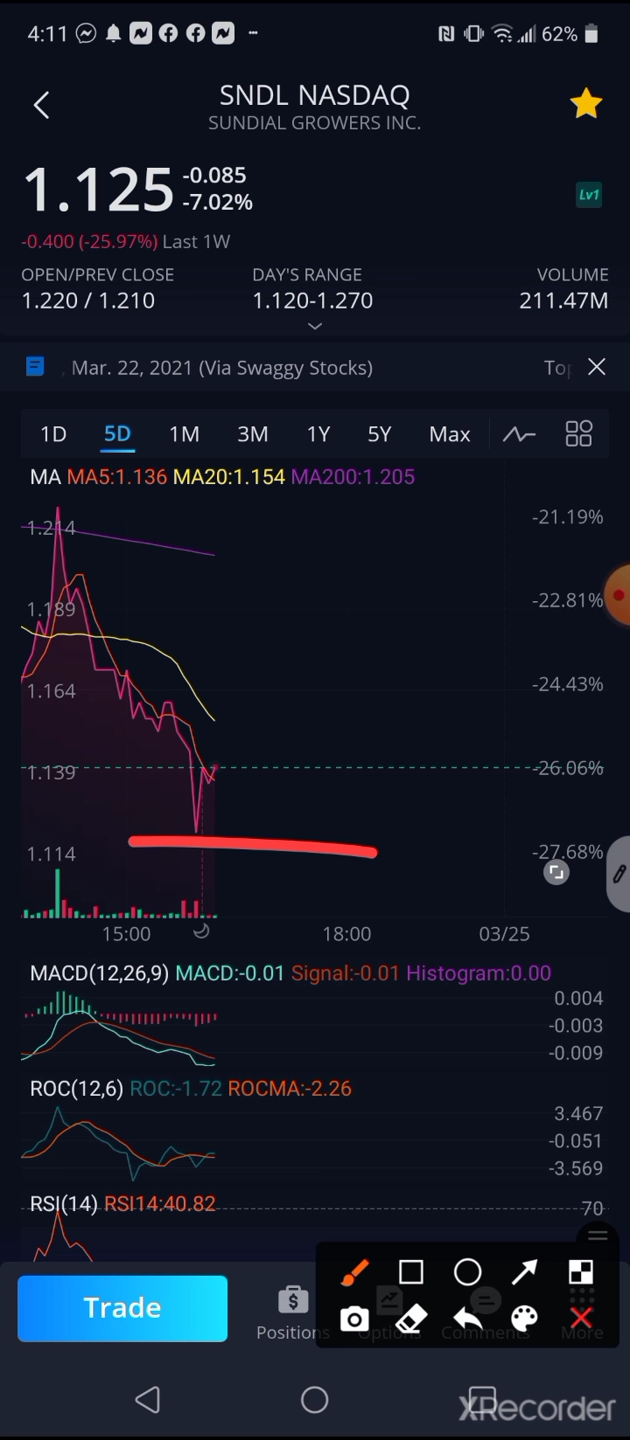 4:11 62%
SNDL NASDAQ
SUNDIAL GROWERS INC.
1.125 -0.085
-7.02%
Lv1
-0.400 (-25.97%) Last 1W
OPEN/PREV CLOSE DAY'S RANGE VOLUME
1.220 / 1.210 1.120-1.270 211.47M
, Mar. 22, 2021 (Via Swaggy Stocks) Top
1D 5D 1M 3M 1Y 5Y Max
MA MA5:1.136 MA20:1.154 MA200:1.205
1.214 -21.19%
1.189 -22.81%
1.164 -24.43%
1.139 -26.06%
1.114 -27.68%
15:00 18:00 03/25
MACD(12,26,9) MACD:-0.01 Signal:-0.01 Histogram:0.00
0.004
-0.003
-0.009
ROC(12,6) ROC:-1.72 ROCMA:-2.26
3.467
-0.051
-3.569
RSI(14) RSI14:40.82 70
Trade
Positions Options Comments More
XRecorder